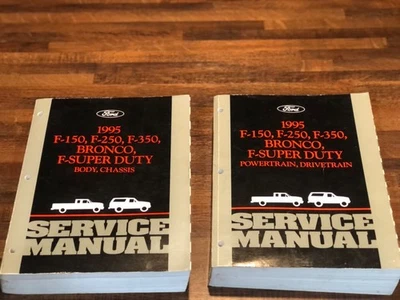 Ford
1995
F-150, F-250, F-350,
BRONCO,
F-SUPER DUTY
BODY, CHASSIS
SERVICE
MANUAL
Ford
1995
F-150, F-250, F-350,
BRONCO,
F-SUPER DUTY
POWERTRAIN, DRIVETRAIN
SERVICE
MANUAL